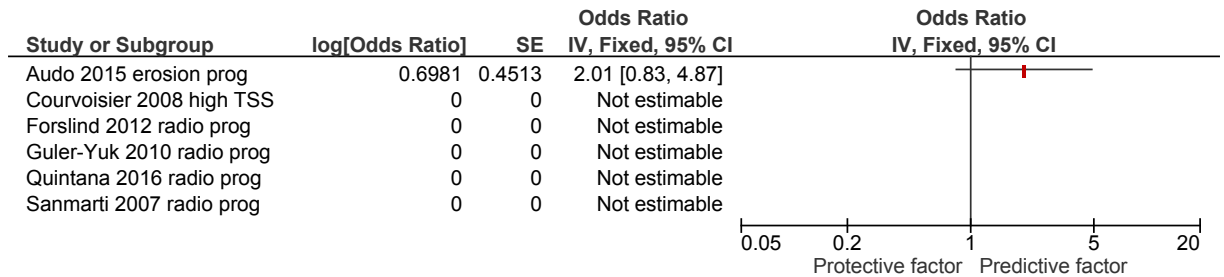 Odds Ratio Odds Ratio
Study or Subgroup log[Odds Ratio] SE IV, Fixed, 95% CI IV, Fixed, 95% CI
Audo 2015 erosion prog 0.6981 0.4513 2.01 [0.83, 4.87]
Courvoisier 2008 high TSS 0 0 Not estimable
Forslind 2012 radio prog 0 0 Not estimable
Guler-Yuk 2010 radio prog 0 0 Not estimable
Quintana 2016 radio prog 0 0 Not estimable
Sanmarti 2007 radio prog 0 0 Not estimable
0.05 0.2 1 5 20
Protective factor Predictive factor